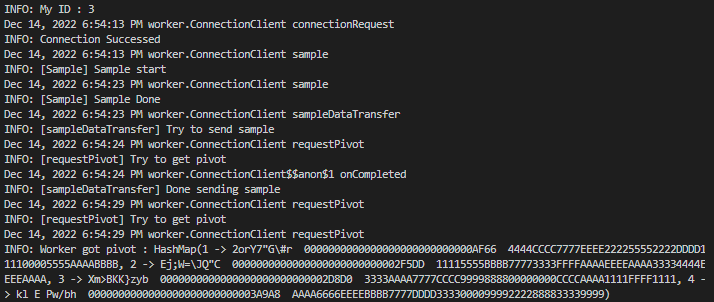 INFO: My ID : 3
Dec 14, 2022 6:54:13 PM worker.ConnectionClient connectionRequest
INFO: Connection Successed
Dec 14, 2022 6:54:13 PM worker.ConnectionClient sample
INFO: [Sample] Sample start
Dec 14, 2022 6:54:23 PM worker.ConnectionClient sample
INFO: [Sample] Sample Done
Dec 14, 2022 6:54:23 PM worker.ConnectionClient sampleDataTransfer
INFO: [sampleDataTransfer] Try to send sample
Dec 14, 2022 6:54:24 PM worker.ConnectionClient requestPivot
INFO: [requestPivot] Try to get pivot
Dec 14, 2022 6:54:24 PM worker.ConnectionClient$$anon$1 onCompleted
INFO: [sampleDataTransfer] Done sending sample
Dec 14, 2022 6:54:29 PM worker.ConnectionClient requestPivot
INFO: [requestPivot] Try to get pivot
Dec 14, 2022 6:54:29 PM worker.ConnectionClient requestPivot
INFO: Worker got pivot : HashMap(1 -> 2orY7"G\#r  0000000000000000000000000000AF66  4444CCCC7777EEEE222255552222DDDD1
11100005555AAAABBBB, 2 -> Ej;W=\JQ"C  0000000000000000000000000002F5DD  11115555BBBB77773333FFFFAAAAEEEEAAAA33334444E
EEEAAAA, 3 -> Xm>BKK}zyb  0000000000000000000000000002D8D0  3333AAAA7777CCCC99998888000000000CCCCAAAA1111FFFF1111, 4 -
> kl E Pw/bh  000000000000000000000000003A9A8  AAAA6666EEEEBBBB7777DDDD3333000099992222888833339999)